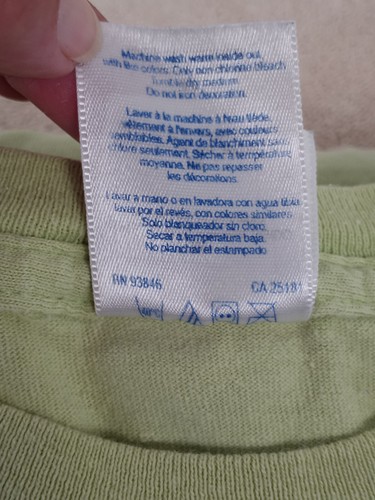 Machine wash warm inside out
with like colors. Only non chlorine bleach
Tumble dry medium.
Do not iron decoration.
Laver à la machine à l'eau tiède,
vêtement à l'envers, avec couleurs
semblables. Agent de blanchiment sans
chlore seulement. Sécher à température
moyenne. Ne pas repasser
les décorations.
Lavar a mano o en lavadora con agua tibia
lavar por el revés, con colores similares.
Solo blanqueador sin cloro.
Secar a temperatura baja.
No planchar el estampado
RN 93846 CA 25181